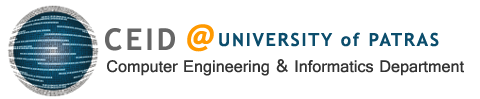 CEID @ UNIVERSITY of PATRAS
Computer Engineering & Informatics Department